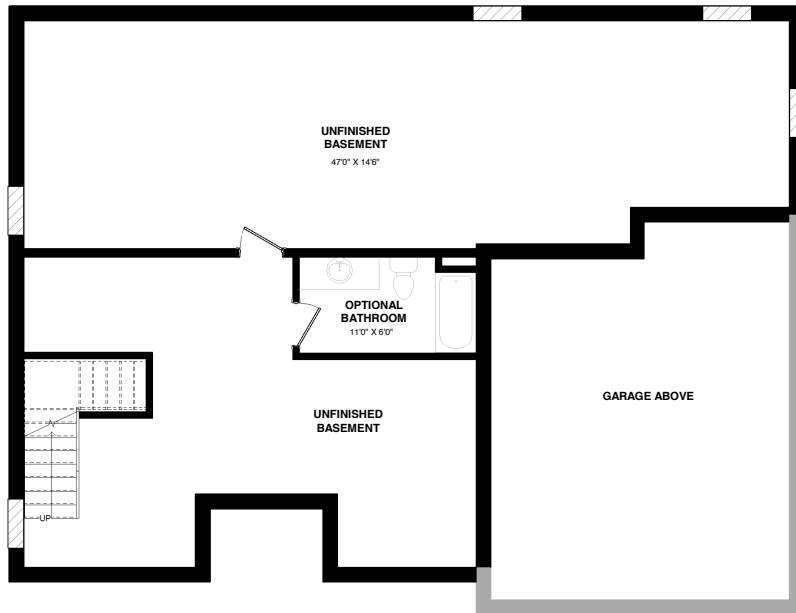 UNFINISHED
BASEMENT
47'0" X 14'6"
OPTIONAL
BATHROOM
11'0" X 6'0"
GARAGE ABOVE
UNFINISHED
BASEMENT
UP